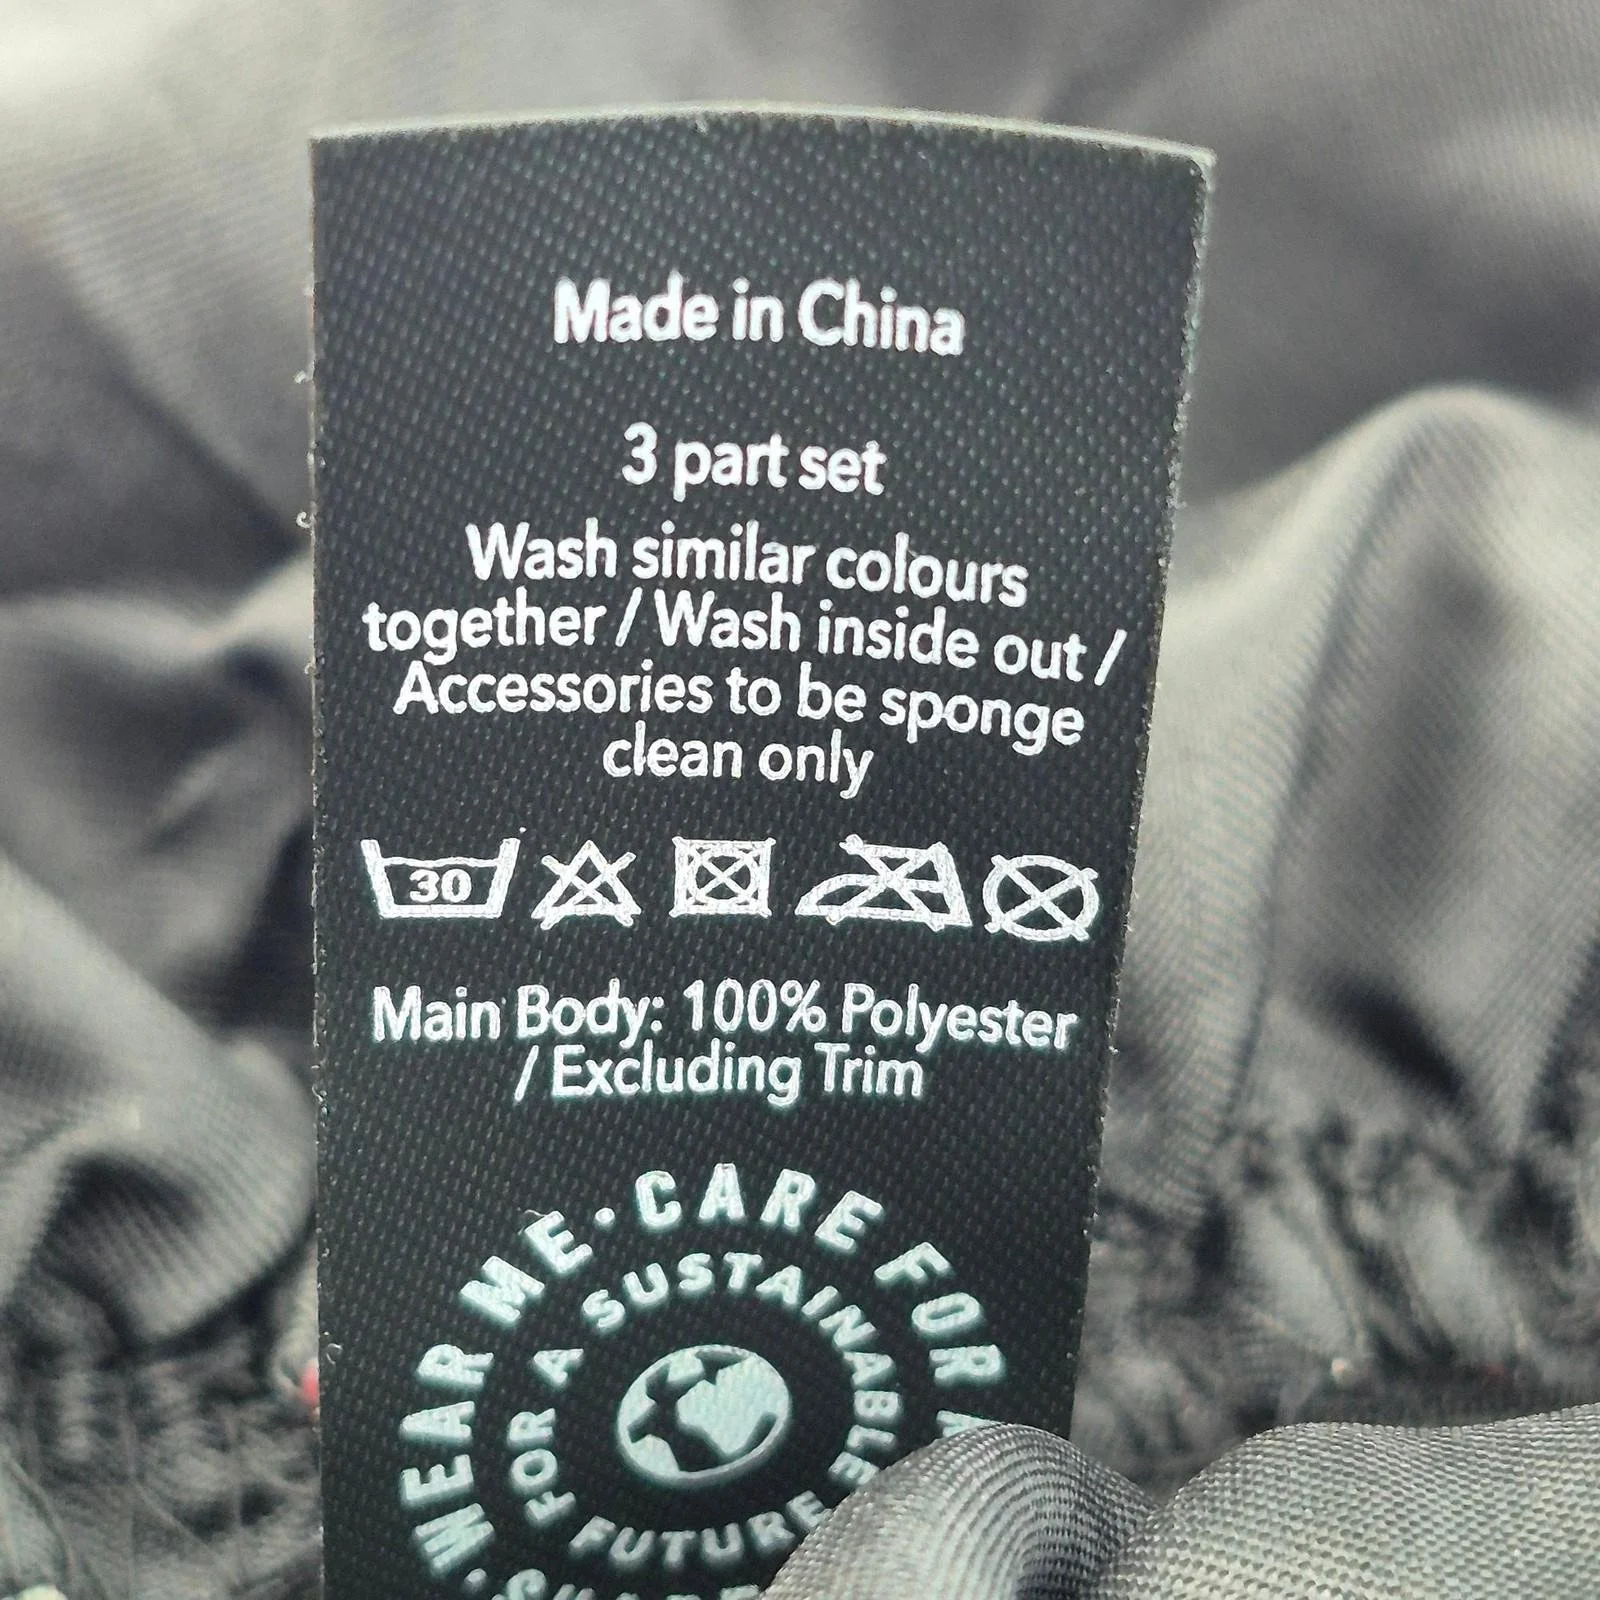 Made in China
3 part set
Wash similar colours
together / Wash inside out /
Accessories to be sponge
clean only
30
Main Body: 100% Polyester
/ Excluding Trim
WEAR ME · CARE FOR
FOR A SUSTAINABLE FUTURE